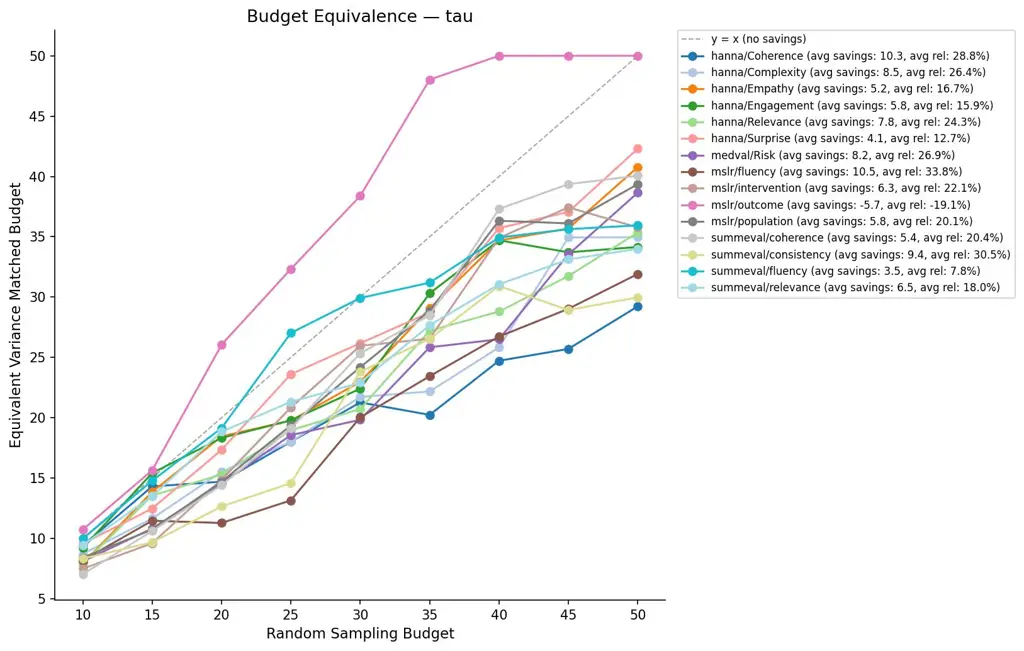 Budget Equivalence — tau
Equivalent Variance Matched Budget
50
45
40
35
30
25
20
15
10
5
10 15 20 25 30 35 40 45 50
Random Sampling Budget
y = x (no savings)
hanna/Coherence (avg savings: 10.3, avg rel: 28.8%)
hanna/Complexity (avg savings: 8.5, avg rel: 26.4%)
hanna/Empathy (avg savings: 5.2, avg rel: 16.7%)
hanna/Engagement (avg savings: 5.8, avg rel: 15.9%)
hanna/Relevance (avg savings: 7.8, avg rel: 24.3%)
hanna/Surprise (avg savings: 4.1, avg rel: 12.7%)
medval/Risk (avg savings: 8.2, avg rel: 26.9%)
mslr/fluency (avg savings: 10.5, avg rel: 33.8%)
mslr/intervention (avg savings: 6.3, avg rel: 22.1%)
mslr/outcome (avg savings: -5.7, avg rel: -19.1%)
mslr/population (avg savings: 5.8, avg rel: 20.1%)
summeval/coherence (avg savings: 5.4, avg rel: 20.4%)
summeval/consistency (avg savings: 9.4, avg rel: 30.5%)
summeval/fluency (avg savings: 3.5, avg rel: 7.8%)
summeval/relevance (avg savings: 6.5, avg rel: 18.0%)